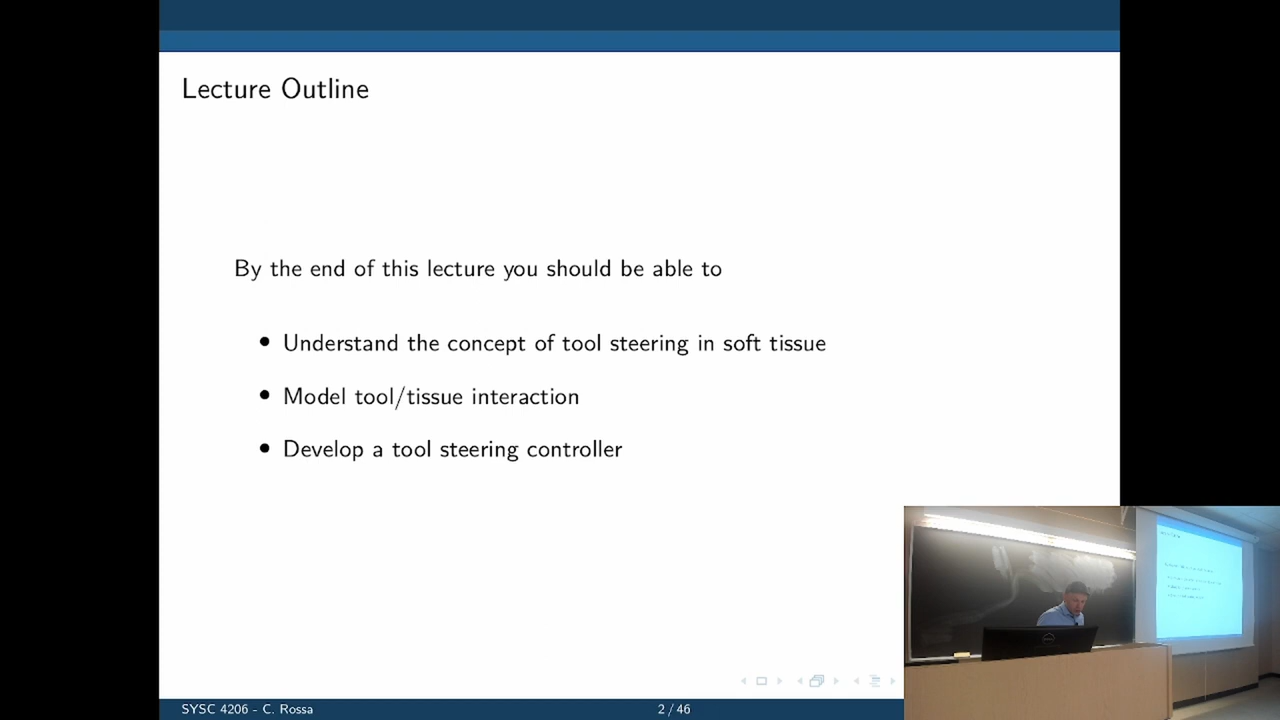 Lecture Outline
By the end of this lecture you should be able to
• Understand the concept of tool steering in soft tissue
• Model tool/tissue interaction
• Develop a tool steering controller
SYSC 4206 - C. Rossa
2 / 46